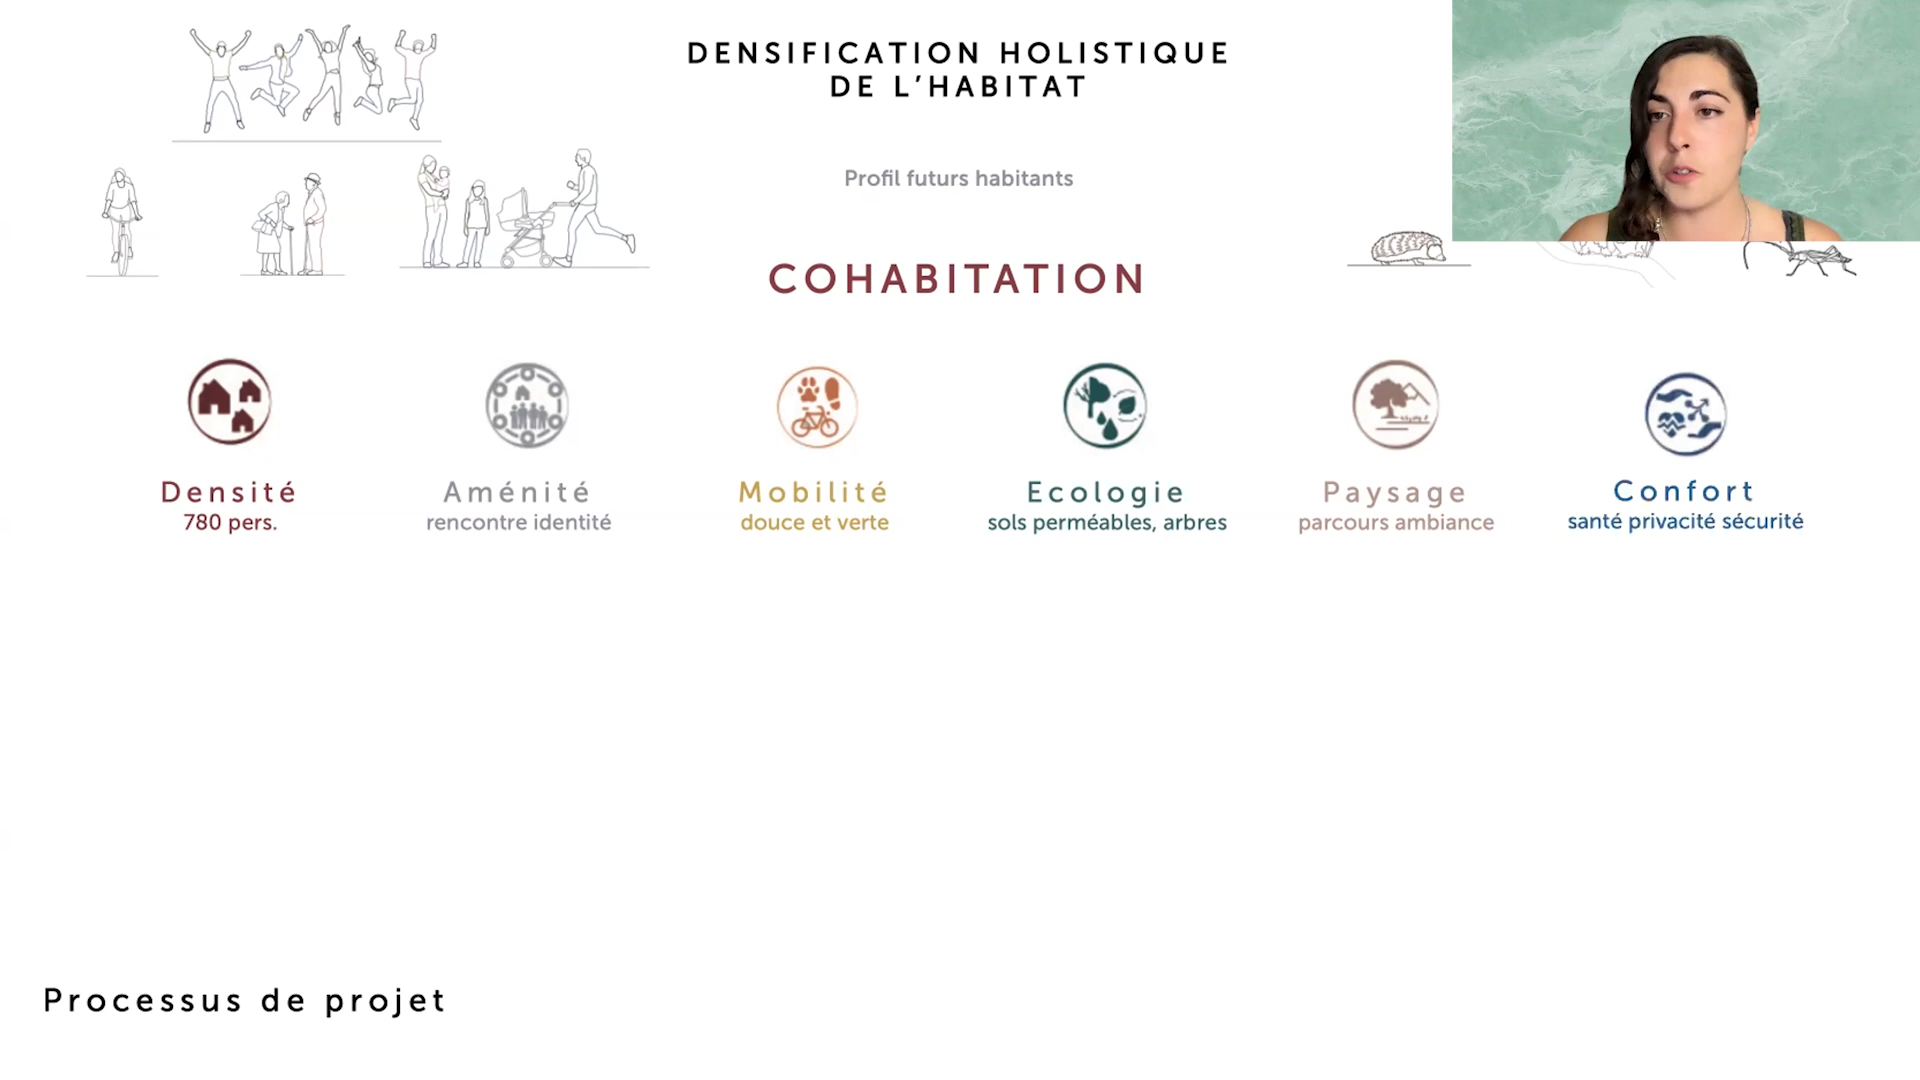 DENSIFICATION HOLISTIQUE
DE L'HABITAT
Profil futurs habitants
COHABITATION
Densité
780 pers.
Aménité
rencontre identité
Mobilité
douce et verte
Ecologie
sols perméables, arbres
Paysage
parcours ambiance
Confort
santé privacité sécurité
Processus de projet